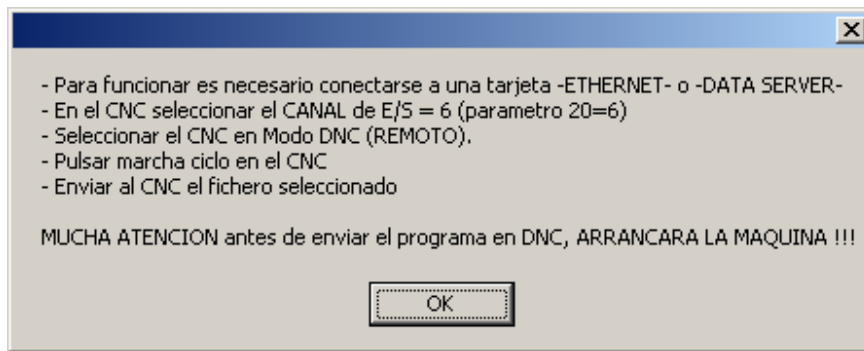 - Para funcionar es necesario conectarse a una tarjeta -ETHERNET- o -DATA SERVER-
- En el CNC seleccionar el CANAL de E/S = 6 (parametro 20=6)
- Seleccionar el CNC en Modo DNC (REMOTO).
- Pulsar marcha ciclo en el CNC
- Enviar al CNC el fichero seleccionado
MUCHA ATENCION antes de enviar el programa en DNC, ARRANCARA LA MAQUINA !!!
OK